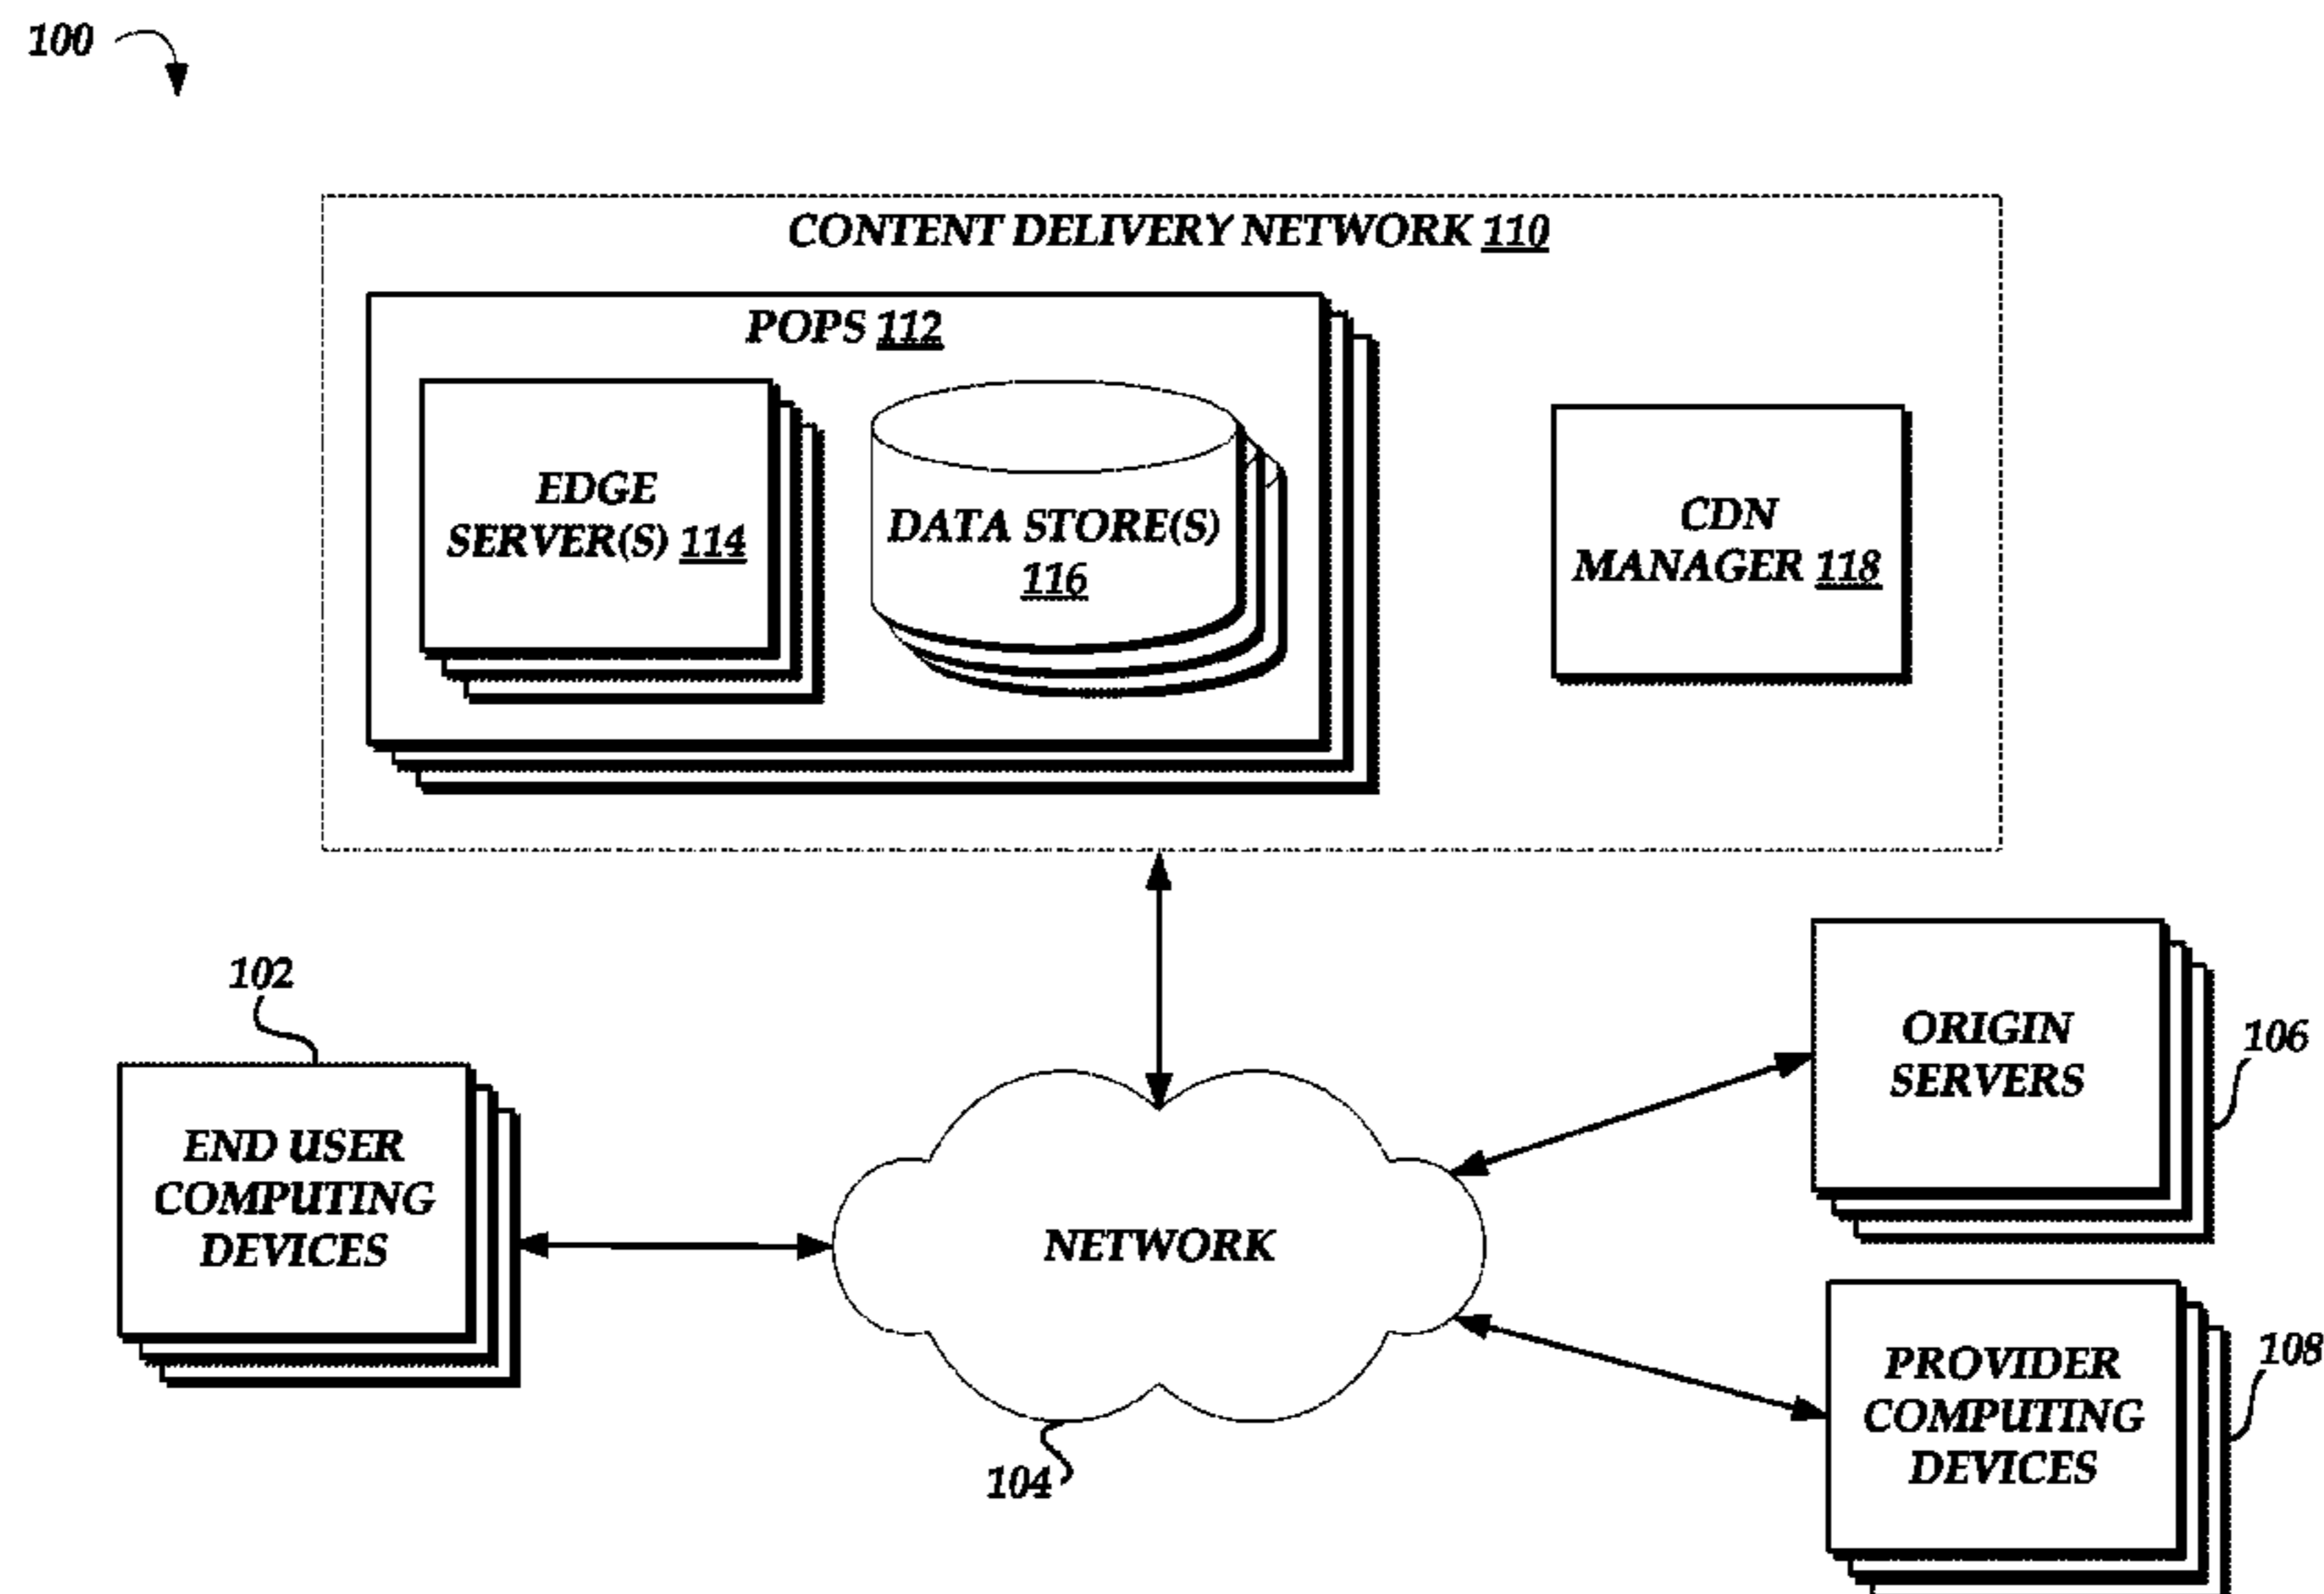 100
CONTENT DELIVERY NETWORK 110
POPS 112
EDGE
SERVER(S) 114
DATA STORE(S)
116
CDN
MANAGER 118
102
END USER
COMPUTING
DEVICES
NETWORK
104
ORIGIN
SERVERS
106
PROVIDER
COMPUTING
DEVICES
108